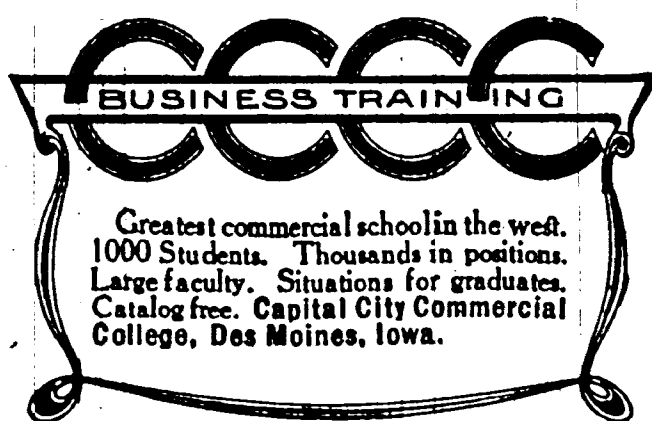 CCCC
BUSINESS TRAINING
Greatest commercial school in the west.
1000 Students. Thousands in positions.
Large faculty. Situations for graduates.
Catalog free. Capital City Commercial
College, Des Moines, Iowa.